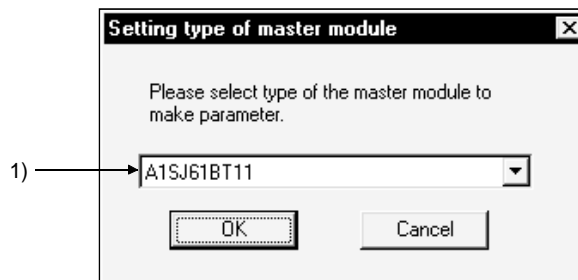 Setting type of master module
Please select type of the master module to
make parameter.
1)
A1SJ61BT11
OK
Cancel